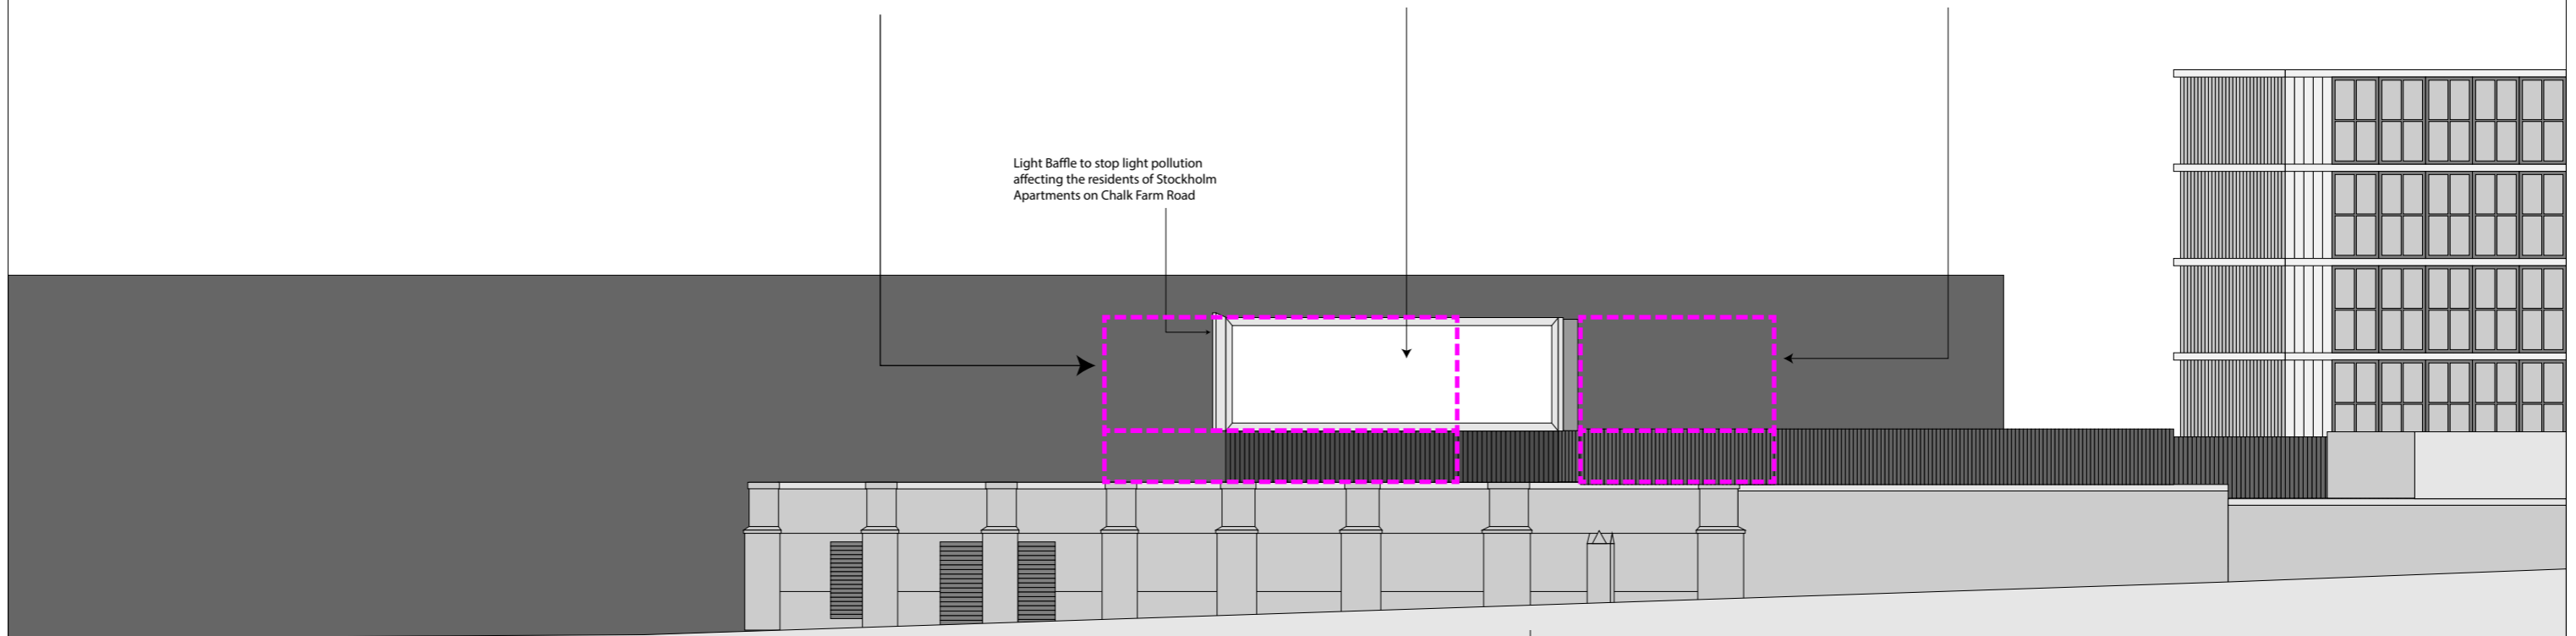 Light Baffle to stop light pollution
affecting the residents of Stockholm
Apartments on Chalk Farm Road